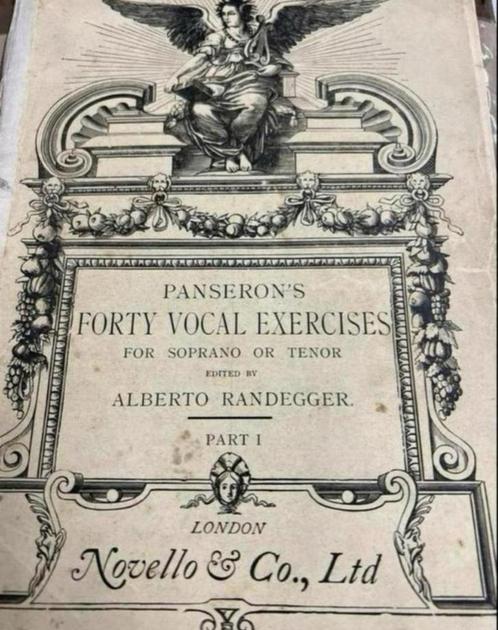 PANSERON'S
FORTY VOCAL EXERCISES
FOR SOPRANO OR TENOR
EDITED BY
ALBERTO RANDEGGER.
PART I
LONDON
Novello & Co., Ltd